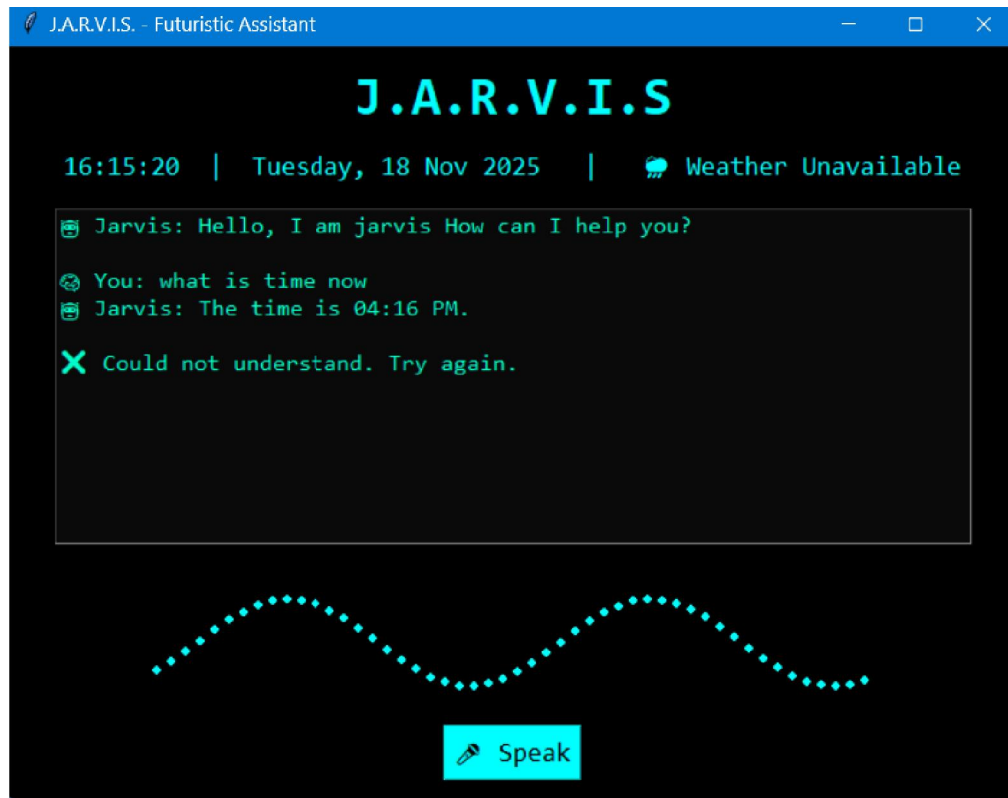 J.A.R.V.I.S. - Futuristic Assistant
J.A.R.V.I.S
16:15:20 | Tuesday, 18 Nov 2025 | Weather Unavailable
Jarvis: Hello, I am jarvis How can I help you?
You: what is time now
Jarvis: The time is 04:16 PM.
Could not understand. Try again.
Speak